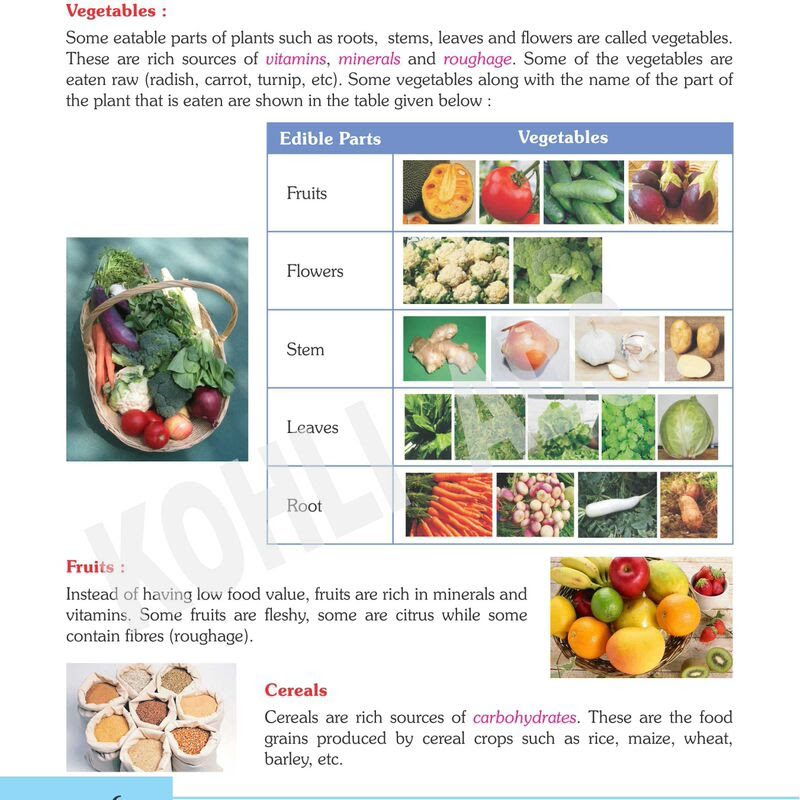 Vegetables :
Some eatable parts of plants such as roots, stems, leaves and flowers are called vegetables.
These are rich sources of vitamins, minerals and roughage. Some of the vegetables are
eaten raw (radish, carrot, turnip, etc). Some vegetables along with the name of the part of
the plant that is eaten are shown in the table given below :
Edible Parts Vegetables
Fruits
Flowers
Stem
Leaves
Root
Fruits :
Instead of having low food value, fruits are rich in minerals and
vitamins. Some fruits are fleshy, some are citrus while some
contain fibres (roughage).
Cereals
Cereals are rich sources of carbohydrates. These are the food
grains produced by cereal crops such as rice, maize, wheat,
barley, etc.
KOHLI